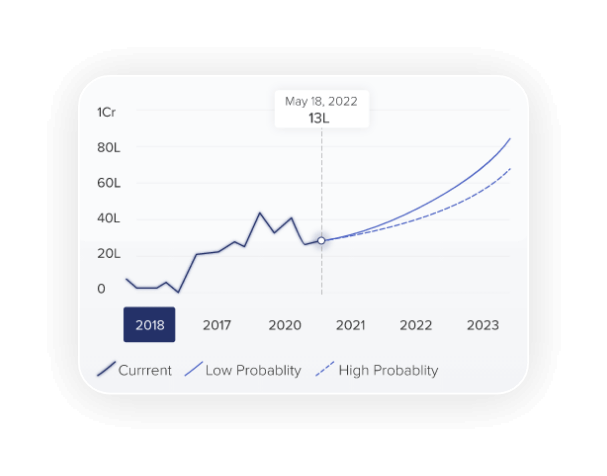 May 18, 2022
13L
1Cr
80L
60L
40L
20L
0
2018 2017 2020 2021 2022 2023
Currrent Low Probablity High Probablity